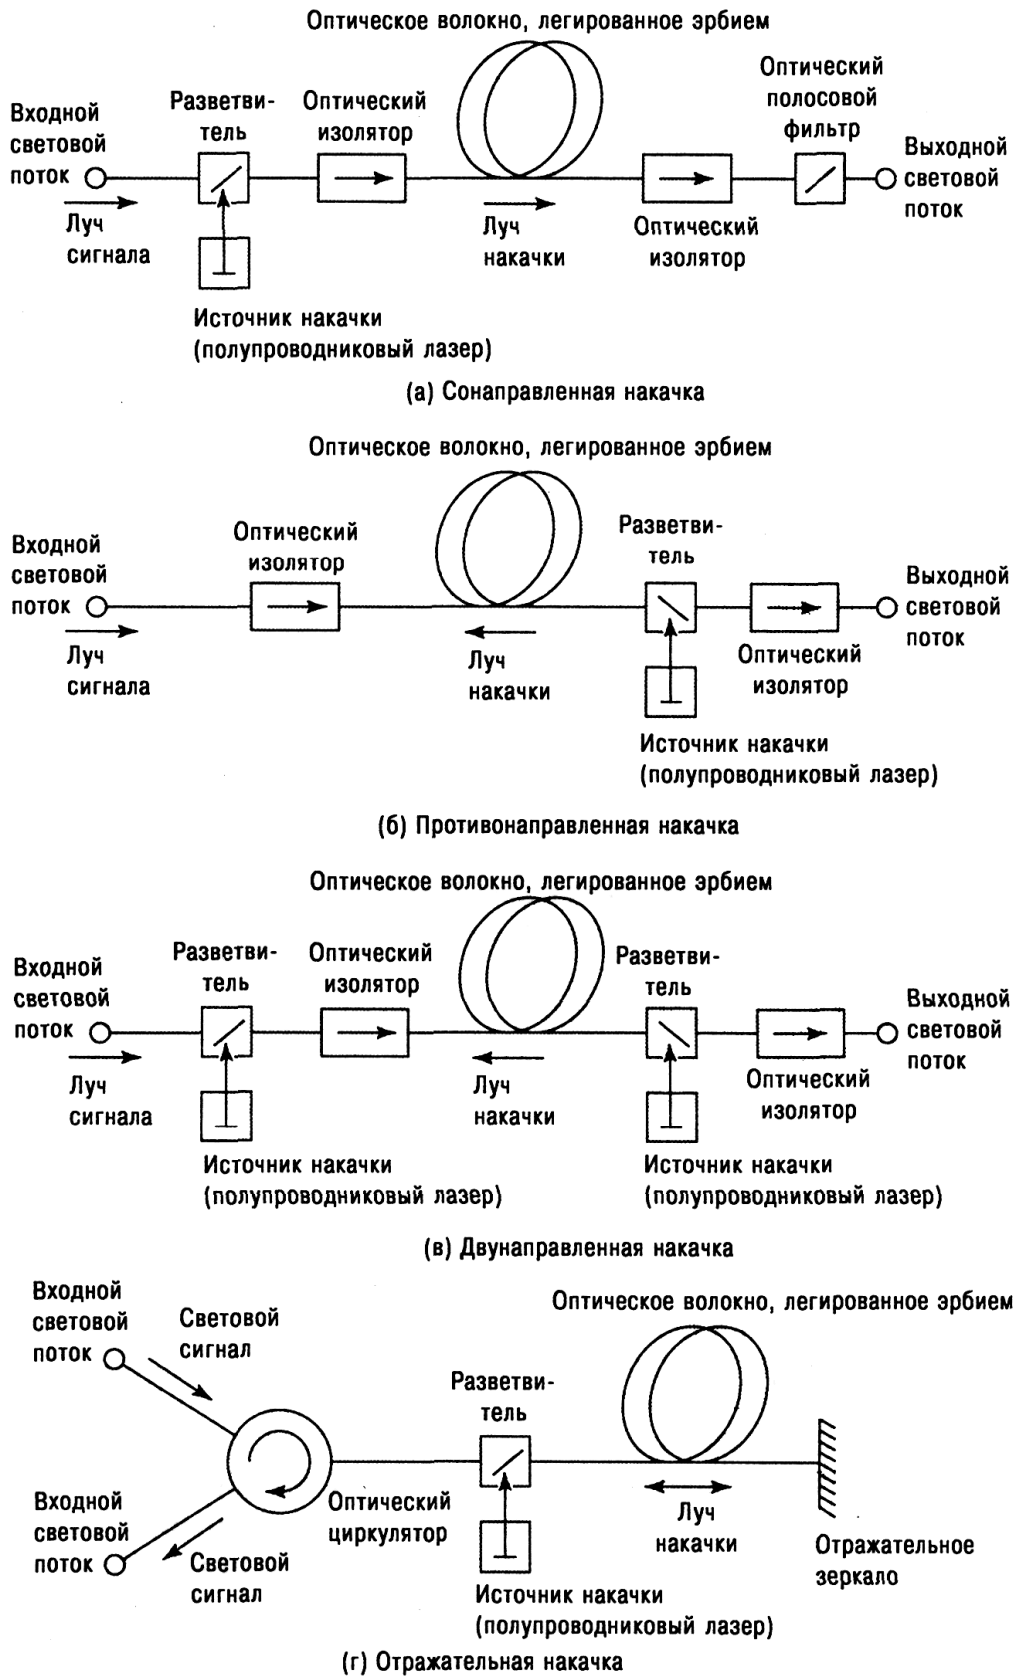 Оптическое волокно, легированное эрбием
Оптический
полосовой
фильтр
Входной
световой
поток
Разветви-
тель
Оптический
изолятор
Выходной
световой
поток
Луч
сигнала
Луч
накачки
Оптический
изолятор
Источник накачки
(полупроводниковый лазер)
(а) Сонаправленная накачка
Оптическое волокно, легированное эрбием
Входной
световой
поток
Оптический
изолятор
Разветви-
тель
Выходной
световой
поток
Луч
сигнала
Луч
накачки
Оптический
изолятор
Источник накачки
(полупроводниковый лазер)
(б) Противонаправленная накачка
Оптическое волокно, легированное эрбием
Входной
световой
поток
Разветви-
тель
Оптический
изолятор
Разветви-
тель
Выходной
световой
поток
Луч
сигнала
Луч
накачки
Оптический
изолятор
Источник накачки
(полупроводниковый лазер)
Источник накачки
(полупроводниковый лазер)
(в) Двунаправленная накачка
Входной
световой
поток
Световой
сигнал
Оптическое волокно, легированное эрбием
Разветви-
тель
Входной
световой
поток
Световой
сигнал
Оптический
циркулятор
Луч
накачки
Отражательное
зеркало
Источник накачки
(полупроводниковый лазер)
(г) Отражательная накачка